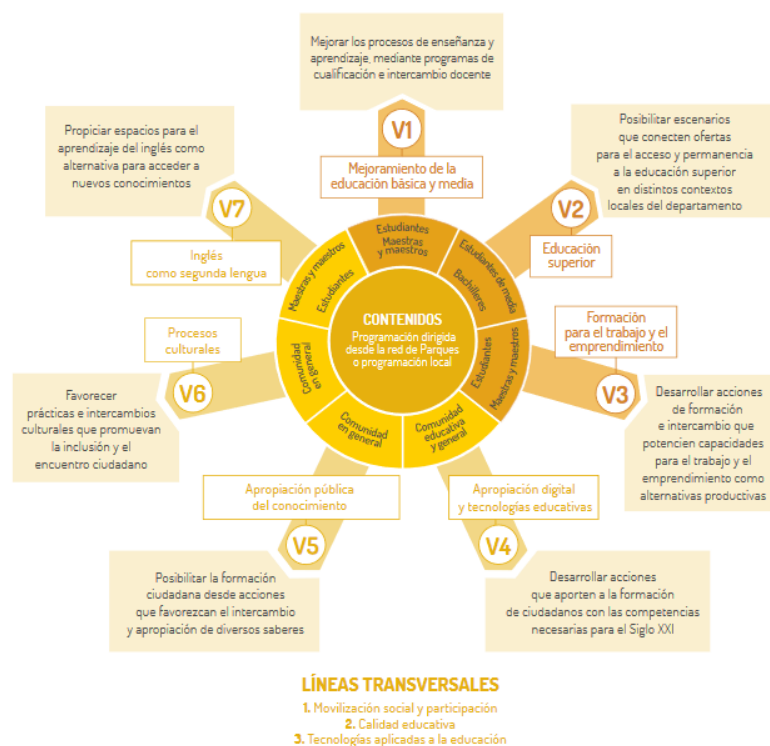 Mejorar los procesos de enseñanza y
aprendizaje, mediante programas de
cualificación e intercambio docente
V1
Mejoramiento de la
educación básica y media
Posibilitar escenarios
que conecten ofertas
para el acceso y permanencia
a la educación superior
en distintos contextos
locales del departamento
V2
Educación
superior
Formación
para el trabajo y el
emprendimiento
V3
Desarrollar acciones
de formación
e intercambio que
potencien capacidades
para el trabajo y el
emprendimiento como
alternativas productivas
Apropiación digital
y tecnologías educativas
V4
Desarrollar acciones
que aporten a la formación
de ciudadanos con las competencias
necesarias para el Siglo XXI
Apropiación pública
del conocimiento
V5
Posibilitar la formación
ciudadana desde acciones
que favorezcan el intercambio
y apropiación de diversos saberes
Procesos
culturales
V6
Favorecer
prácticas e intercambios
culturales que promuevan
la inclusión y el
encuentro ciudadano
Propiciar espacios para el
aprendizaje del inglés como
alternativa para acceder a
nuevos conocimientos
V7
Inglés
como segunda lengua
Estudiantes
Maestras
y maestros
Estudiantes de media
Bachilleres
Estudiantes
Maestras y maestros
Comunidad
educativa
y general
Comunidad
en general
Comunidad
en general
Maestras y maestros
Estudiantes
CONTENIDOS
Programación dirigida
desde la red de Parques
o programación local
LÍNEAS TRANSVERSALES
1. Movilización social y participación
2. Calidad educativa
3. Tecnologías aplicadas a la educación